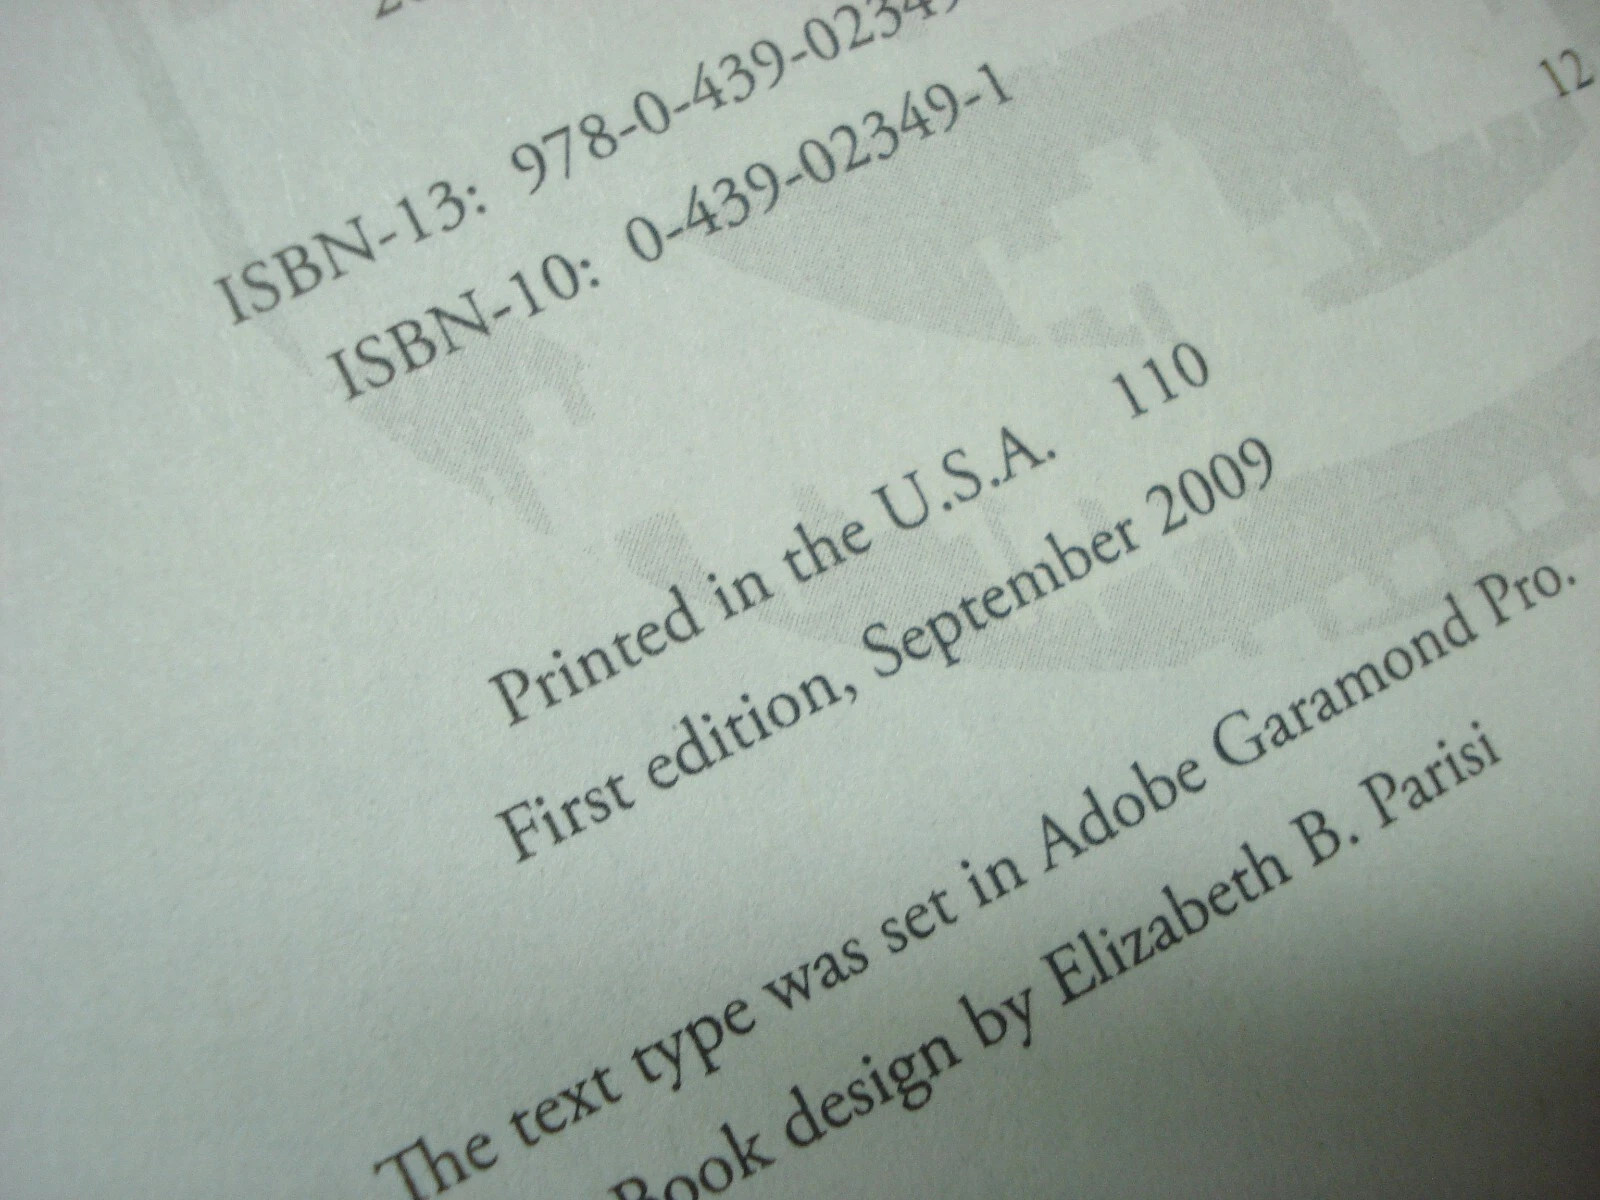 ISBN-13: 978-0-439-02349
ISBN-10: 0-439-02349-1
12
Printed in the U.S.A. 110
First edition, September 2009
The text type was set in Adobe Garamond Pro.
Book design by Elizabeth B. Parisi